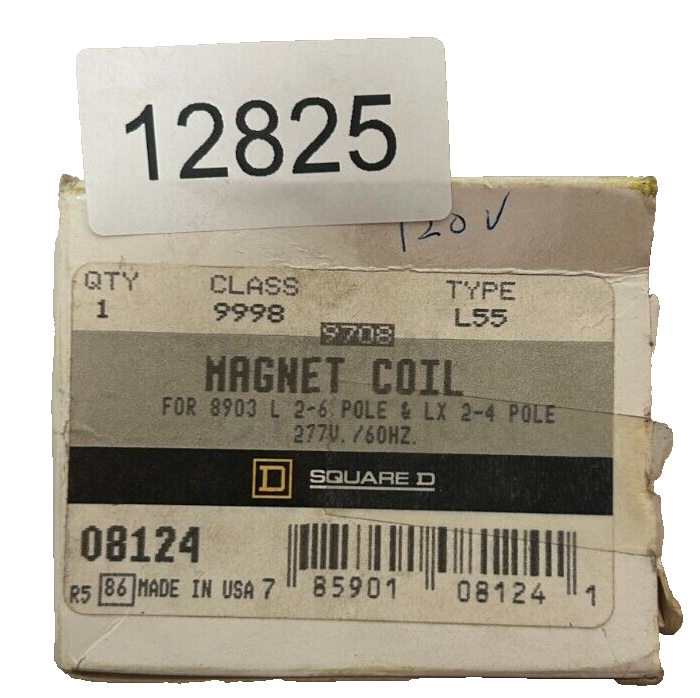 12825
120V
QTY CLASS TYPE
1 9998 L55
9708
MAGNET COIL
FOR 8903 L 2-6 POLE & LX 2-4 POLE
277V./60HZ.
D SQUARE D
08124
R5 86 MADE IN USA 7 85901 08124 1